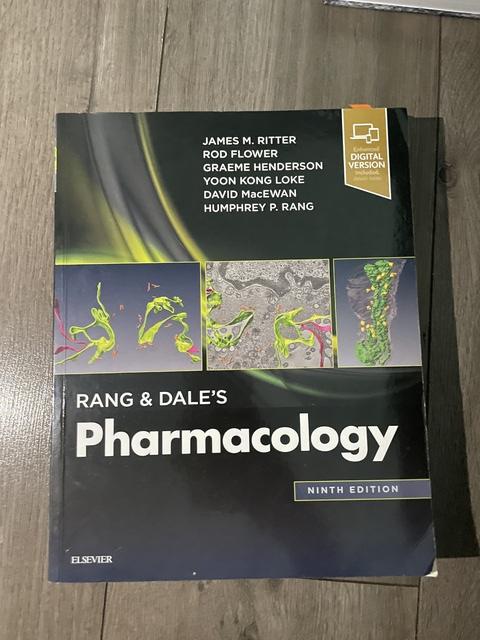 JAMES M. RITTER
ROD FLOWER
GRAEME HENDERSON
YOON KONG LOKE
DAVID MacEWAN
HUMPHREY P. RANG
Enhanced
DIGITAL
VERSION
Included.
RANG & DALE'S
Pharmacology
NINTH EDITION
ELSEVIER